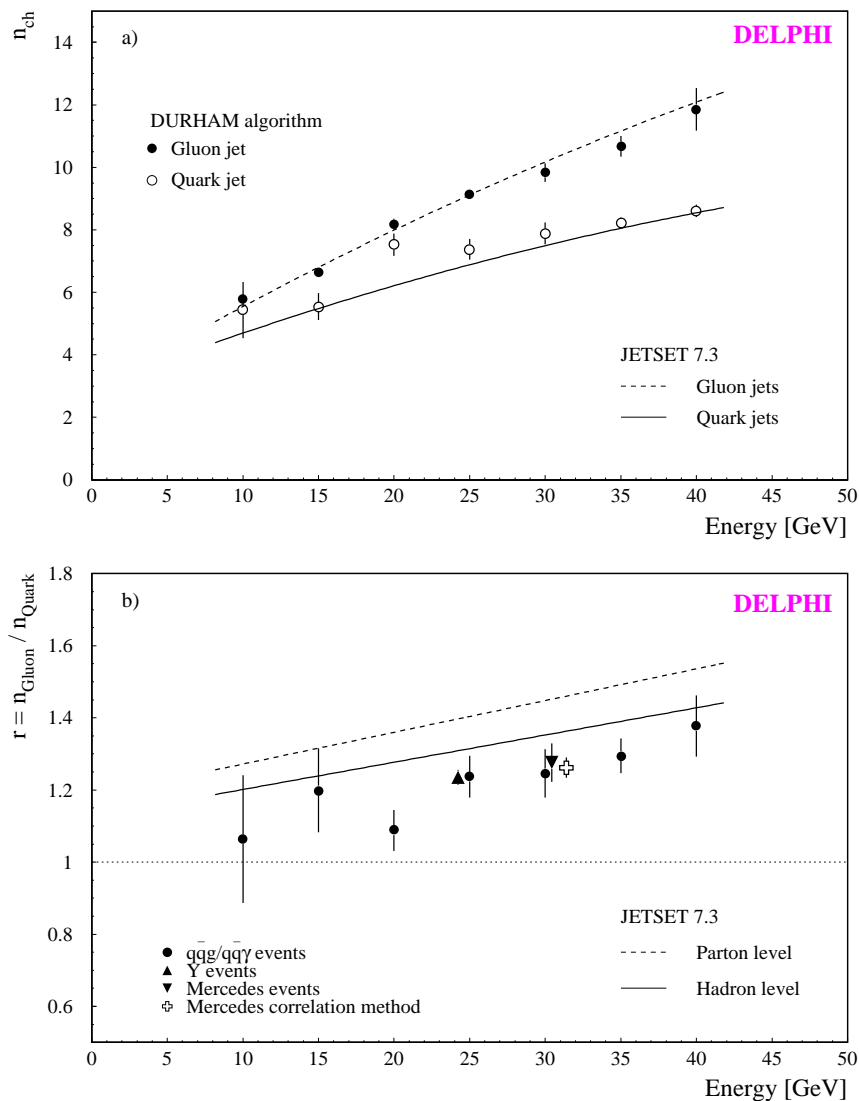 n_ch
14
12
10
8
6
4
2
0
a)
DELPHI
DURHAM algorithm
Gluon jet
Quark jet
JETSET 7.3
Gluon jets
Quark jets
0 5 10 15 20 25 30 35 40 45 50
Energy [GeV]
r = n_Gluon / n_Quark
1.8
1.6
1.4
1.2
1
0.8
0.6
b)
DELPHI
qq̄g/qq̄γ events
Y events
Mercedes events
Mercedes correlation method
JETSET 7.3
Parton level
Hadron level
0 5 10 15 20 25 30 35 40 45 50
Energy [GeV]